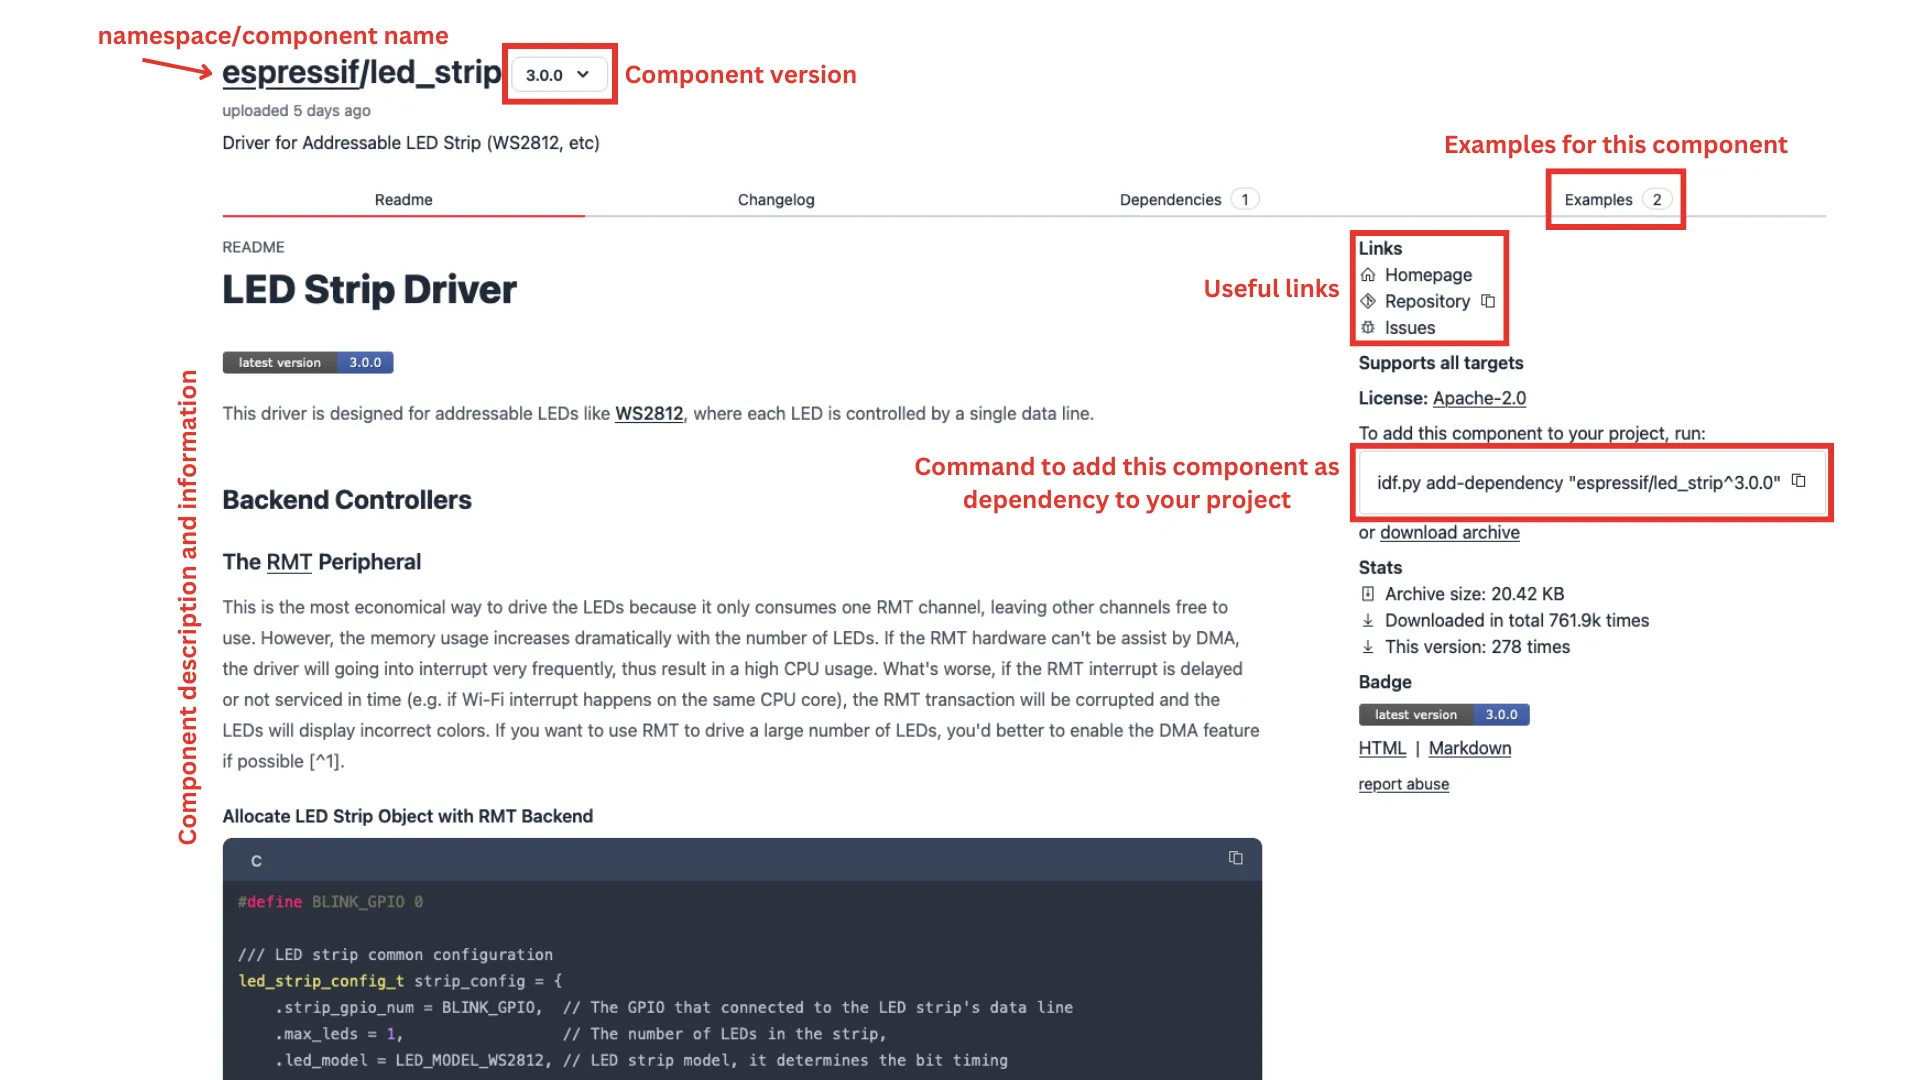 namespace/component name
espressif/led_strip 3.0.0
Component version
uploaded 5 days ago
Driver for Addressable LED Strip (WS2812, etc)
Examples for this component
Readme
Changelog
Dependencies 1
Examples 2
README
LED Strip Driver
latest version 3.0.0
This driver is designed for addressable LEDs like WS2812, where each LED is controlled by a single data line.
Component description and information
Backend Controllers
The RMT Peripheral
This is the most economical way to drive the LEDs because it only consumes one RMT channel, leaving other channels free to
use. However, the memory usage increases dramatically with the number of LEDs. If the RMT hardware can't be assist by DMA,
the driver will going into interrupt very frequently, thus result in a high CPU usage. What's worse, if the RMT interrupt is delayed
or not serviced in time (e.g. if Wi-Fi interrupt happens on the same CPU core), the RMT transaction will be corrupted and the
LEDs will display incorrect colors. If you want to use RMT to drive a large number of LEDs, you'd better to enable the DMA feature
if possible [^1].
Allocate LED Strip Object with RMT Backend
C
#define BLINK_GPIO 0
/// LED strip common configuration
led_strip_config_t strip_config = {
.strip_gpio_num = BLINK_GPIO, // The GPIO that connected to the LED strip's data line
.max_leds = 1, // The number of LEDs in the strip,
.led_model = LED_MODEL_WS2812, // LED strip model, it determines the bit timing
Useful links
Links
Homepage
Repository
Issues
Supports all targets
License: Apache-2.0
To add this component to your project, run:
Command to add this component as
dependency to your project
idf.py add-dependency "espressif/led_strip^3.0.0"
or download archive
Stats
Archive size: 20.42 KB
Downloaded in total 761.9k times
This version: 278 times
Badge
latest version 3.0.0
HTML | Markdown
report abuse